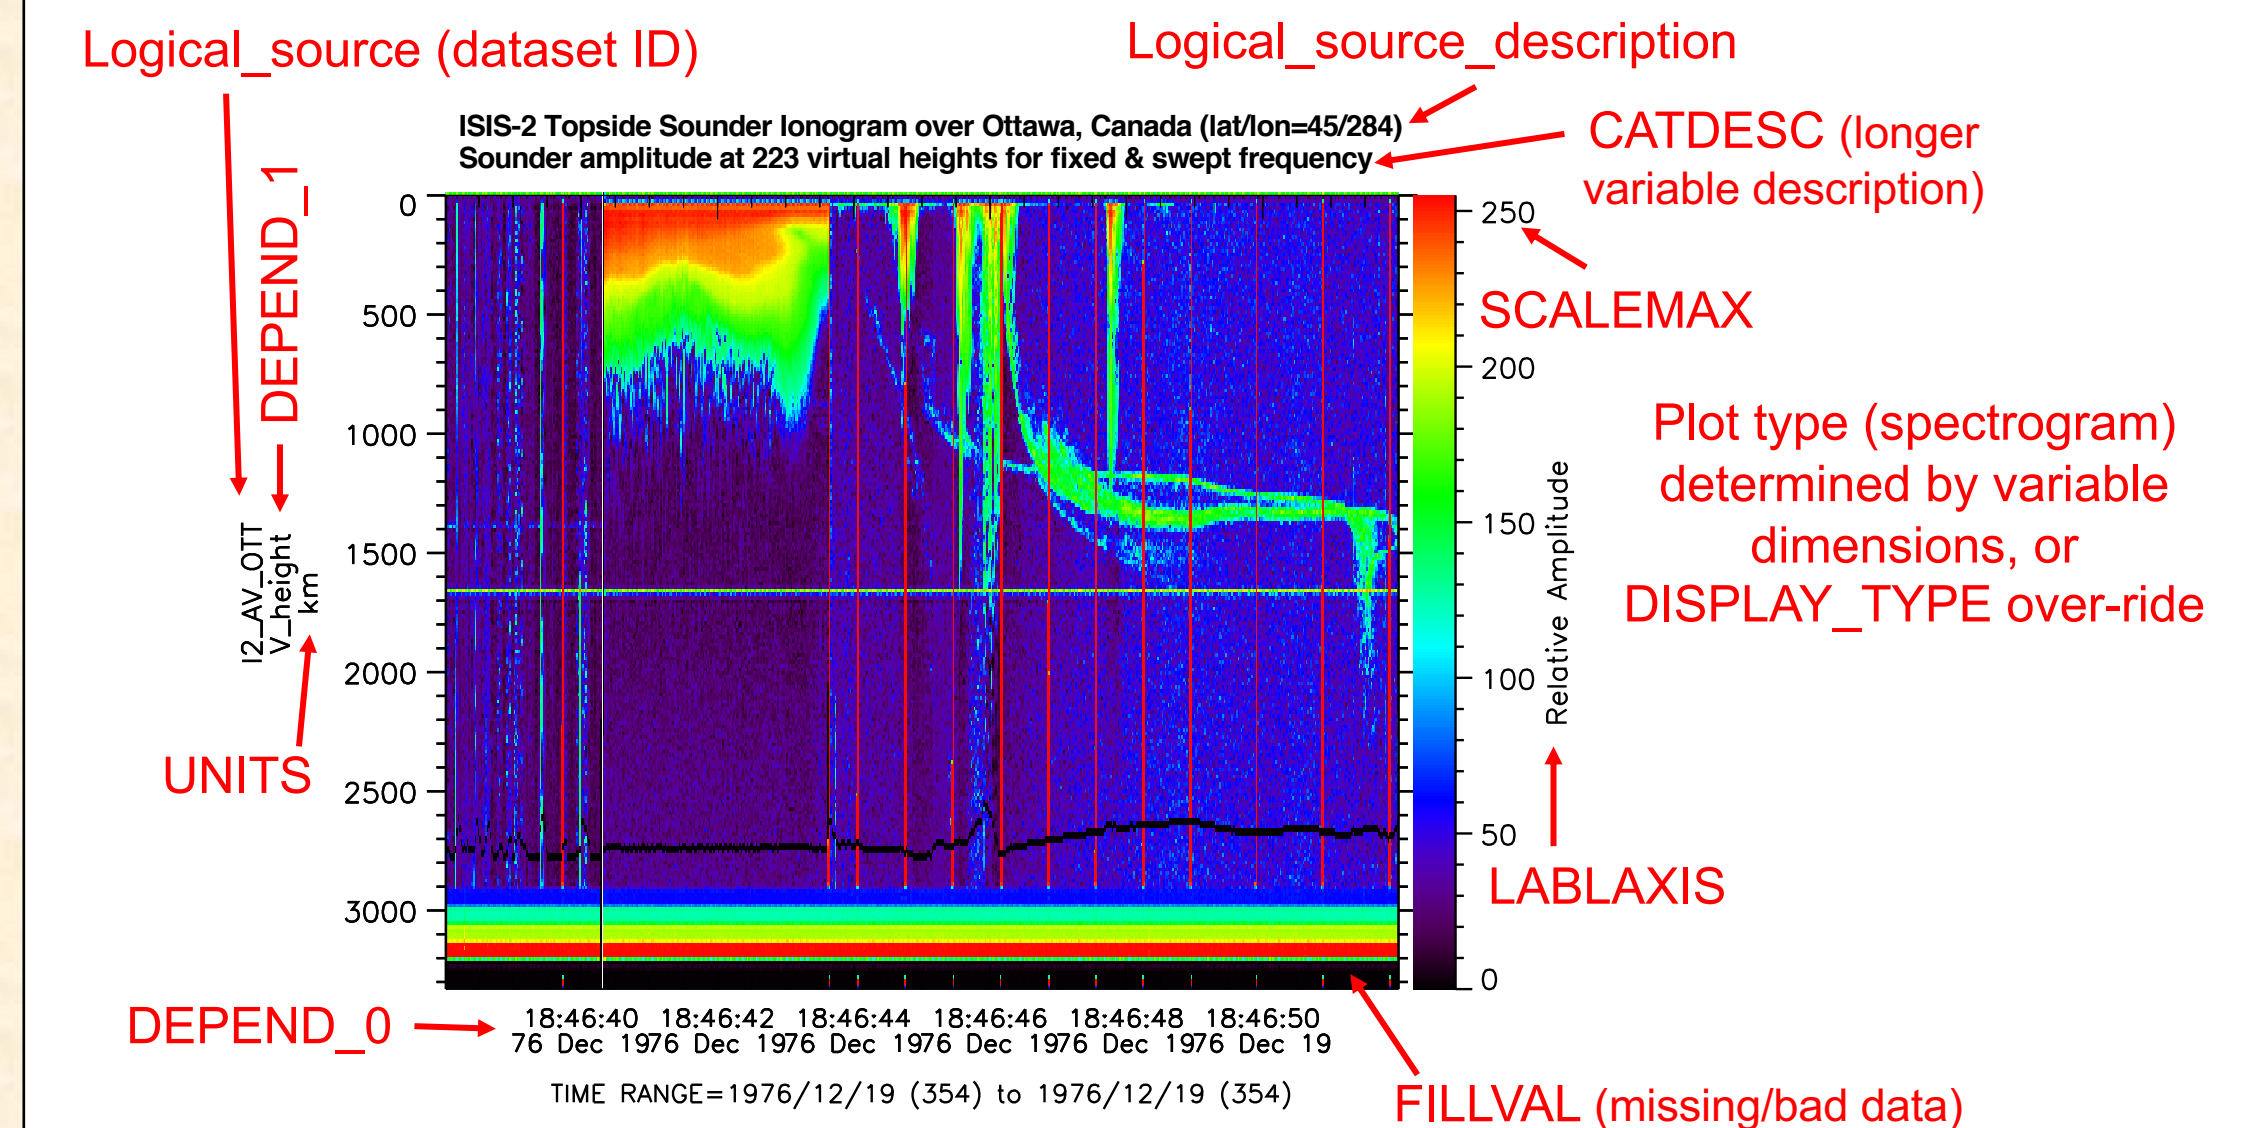 Logical_source (dataset ID)
Logical_source_description
ISIS-2 Topside Sounder Ionogram over Ottawa, Canada (lat/lon=45/284)
Sounder amplitude at 223 virtual heights for fixed & swept frequency
CATDESC (longer
variable description)
DEPEND_1
I2_AV_OTT
V_height
km
UNITS
0
500
1000
1500
2000
2500
3000
250
200
150
100
50
0
SCALEMAX
Relative Amplitude
LABLAXIS
Plot type (spectrogram)
determined by variable
dimensions, or
DISPLAY_TYPE over-ride
DEPEND_0
18:46:40 18:46:42 18:46:44 18:46:46 18:46:48 18:46:50
76 Dec 1976 Dec 1976 Dec 1976 Dec 1976 Dec 1976 Dec 19
TIME RANGE=1976/12/19 (354) to 1976/12/19 (354)
FILLVAL (missing/bad data)